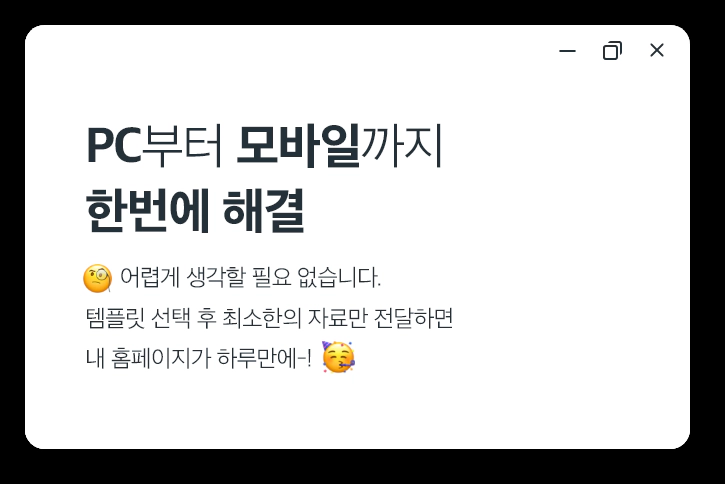 PC부터 모바일까지
한번에 해결
🧐 어렵게 생각할 필요 없습니다.
템플릿 선택 후 최소한의 자료만 전달하면
내 홈페이지가 하루만에-! 🥳